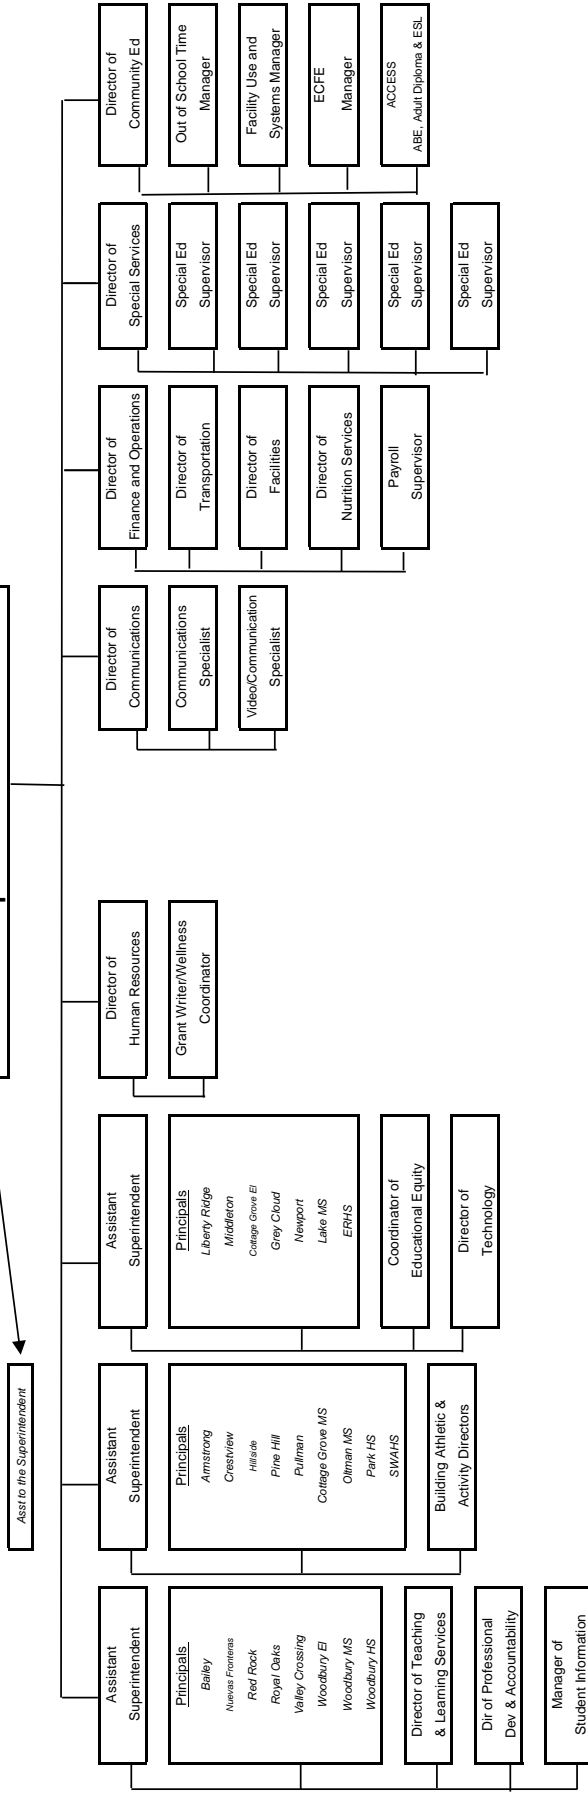 Asst to the Superintendent
Assistant
Superintendent
Principals
Bailey
Nuevas Fronteras
Red Rock
Royal Oaks
Valley Crossing
Woodbury El
Woodbury MS
Woodbury HS
Director of Teaching
& Learning Services
Dir of Professional
Dev & Accountability
Manager of
Student Information
Assistant
Superintendent
Principals
Armstrong
Crestview
Hillside
Pine Hill
Pullman
Cottage Grove MS
Oltman MS
Park HS
SWAHS
Building Athletic &
Activity Directors
Assistant
Superintendent
Principals
Liberty Ridge
Middleton
Cottage Grove El
Grey Cloud
Newport
Lake MS
ERHS
Coordinator of
Educational Equity
Director of
Technology
Director of
Human Resources
Grant Writer/Wellness
Coordinator
Director of
Communications
Communications
Specialist
Video/Communication
Specialist
Director of
Finance and Operations
Director of
Transportation
Director of
Facilities
Director of
Nutrition Services
Payroll
Supervisor
Director of
Special Services
Special Ed
Supervisor
Special Ed
Supervisor
Special Ed
Supervisor
Special Ed
Supervisor
Special Ed
Supervisor
Director of
Community Ed
Out of School Time
Manager
Facility Use and
Systems Manager
ECFE
Manager
ACCESS
ABE, Adult Diploma & ESL